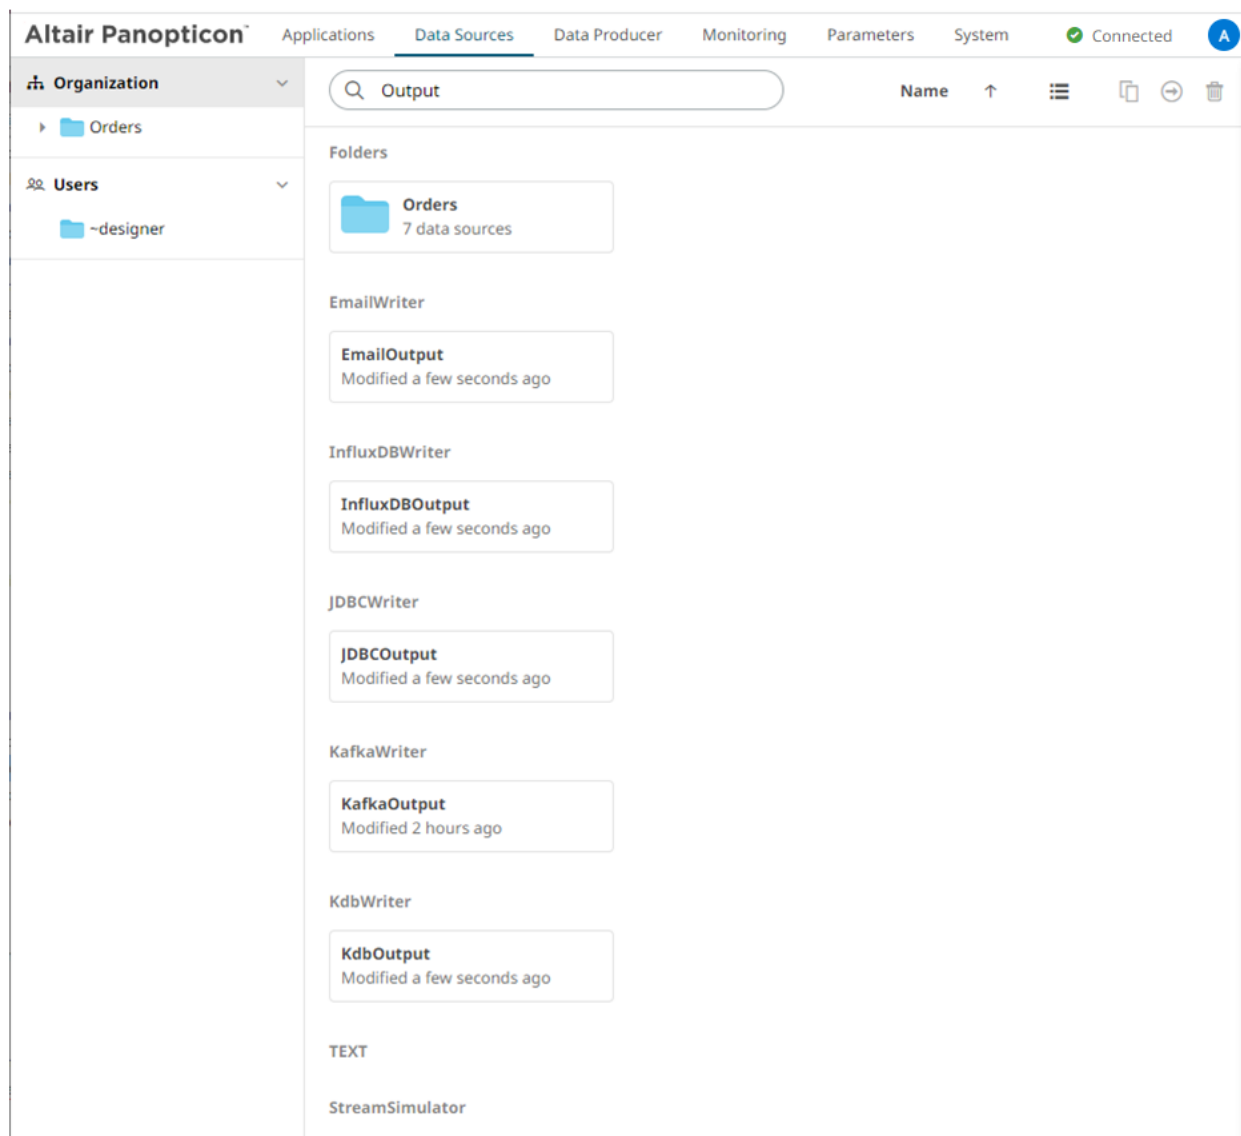 Altair Panopticon™ Applications Data Sources Data Producer Monitoring Parameters System Connected A
Organization
Orders
Users
~designer
Output
Name
Folders
Orders
7 data sources
EmailWriter
EmailOutput
Modified a few seconds ago
InfluxDBWriter
InfluxDBOutput
Modified a few seconds ago
JDBCWriter
JDBCOutput
Modified a few seconds ago
KafkaWriter
KafkaOutput
Modified 2 hours ago
KdbWriter
KdbOutput
Modified a few seconds ago
TEXT
StreamSimulator